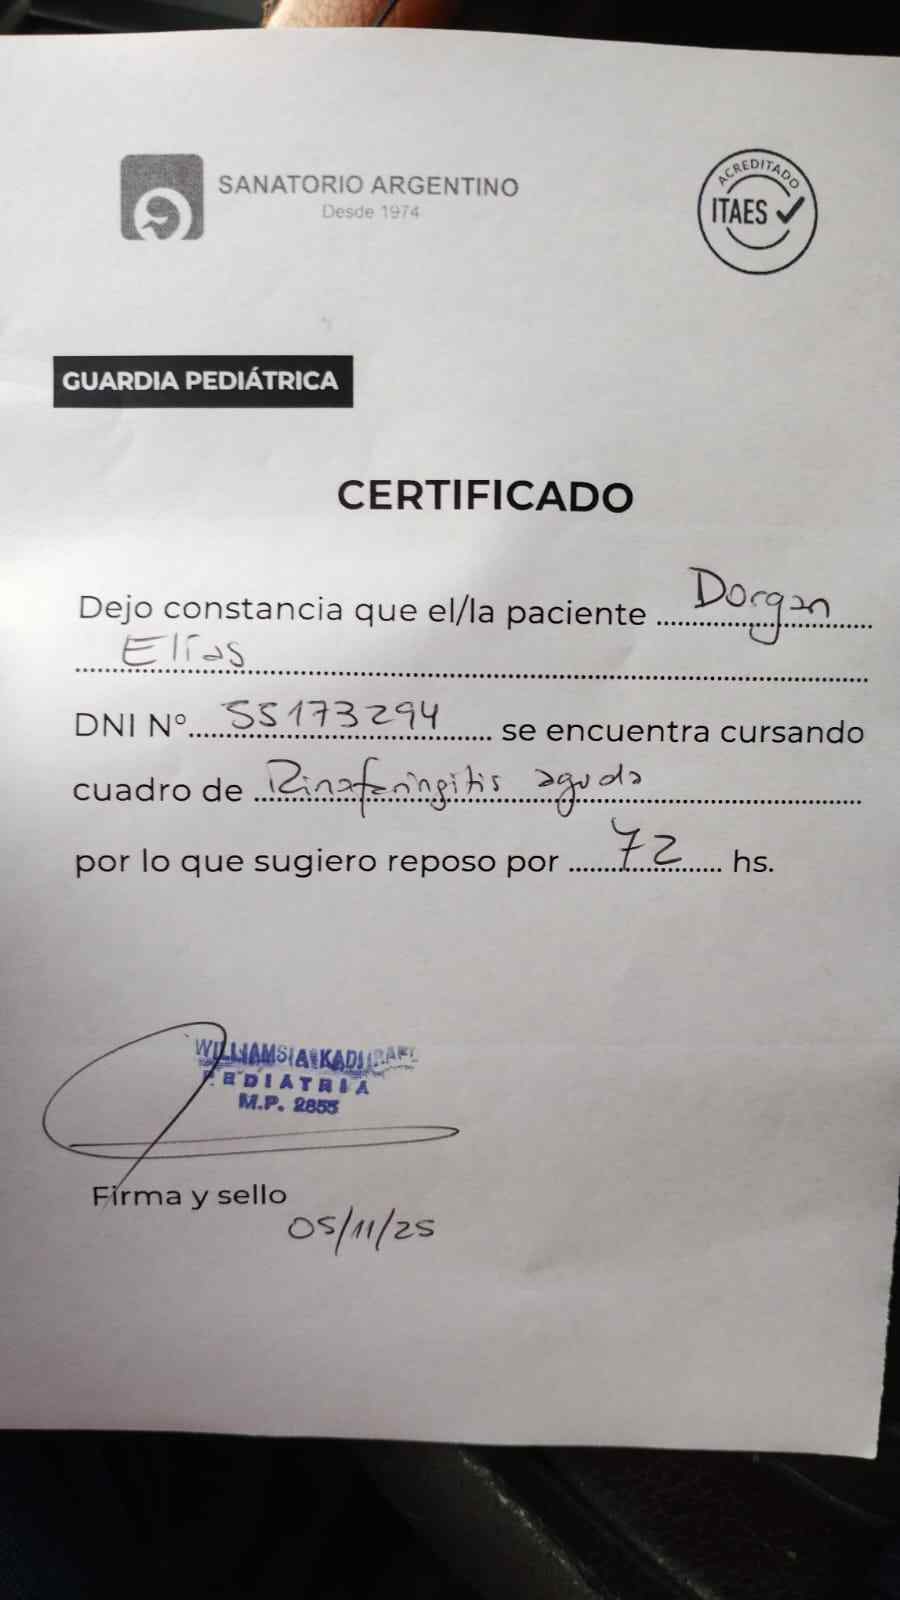 SANATORIO ARGENTINO
Desde 1974
ACREDITADO
ITAES
GUARDIA PEDIÁTRICA
CERTIFICADO
Dejo constancia que el/la paciente Dorgan
Elías
DNI Nº 55173294 se encuentra cursando
cuadro de Rinofaringitis aguda
por lo que sugiero reposo por 72 hs.
PEDIATRIA
M.P. 2855
Firma y sello
05/11/25